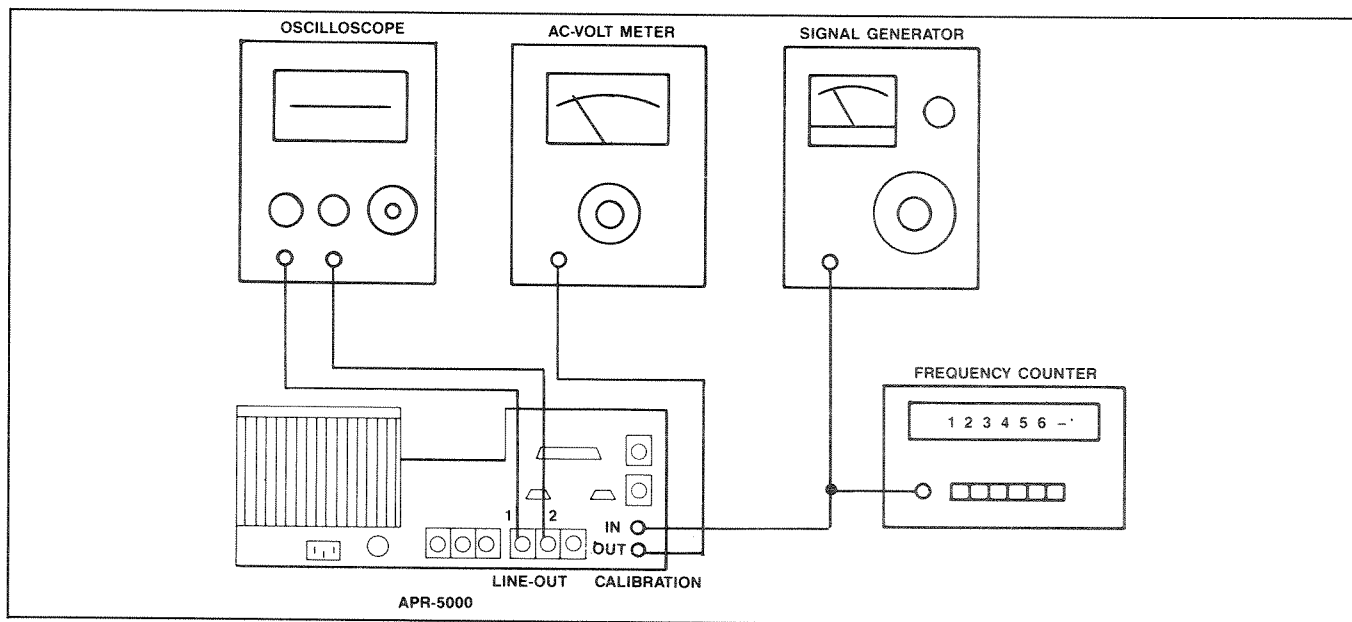 OSCILLOSCOPE
AC-VOLT METER
SIGNAL GENERATOR
FREQUENCY COUNTER
1 2 3 4 5 6 –
1 2
IN
OUT
LINE-OUT CALIBRATION
APR-5000